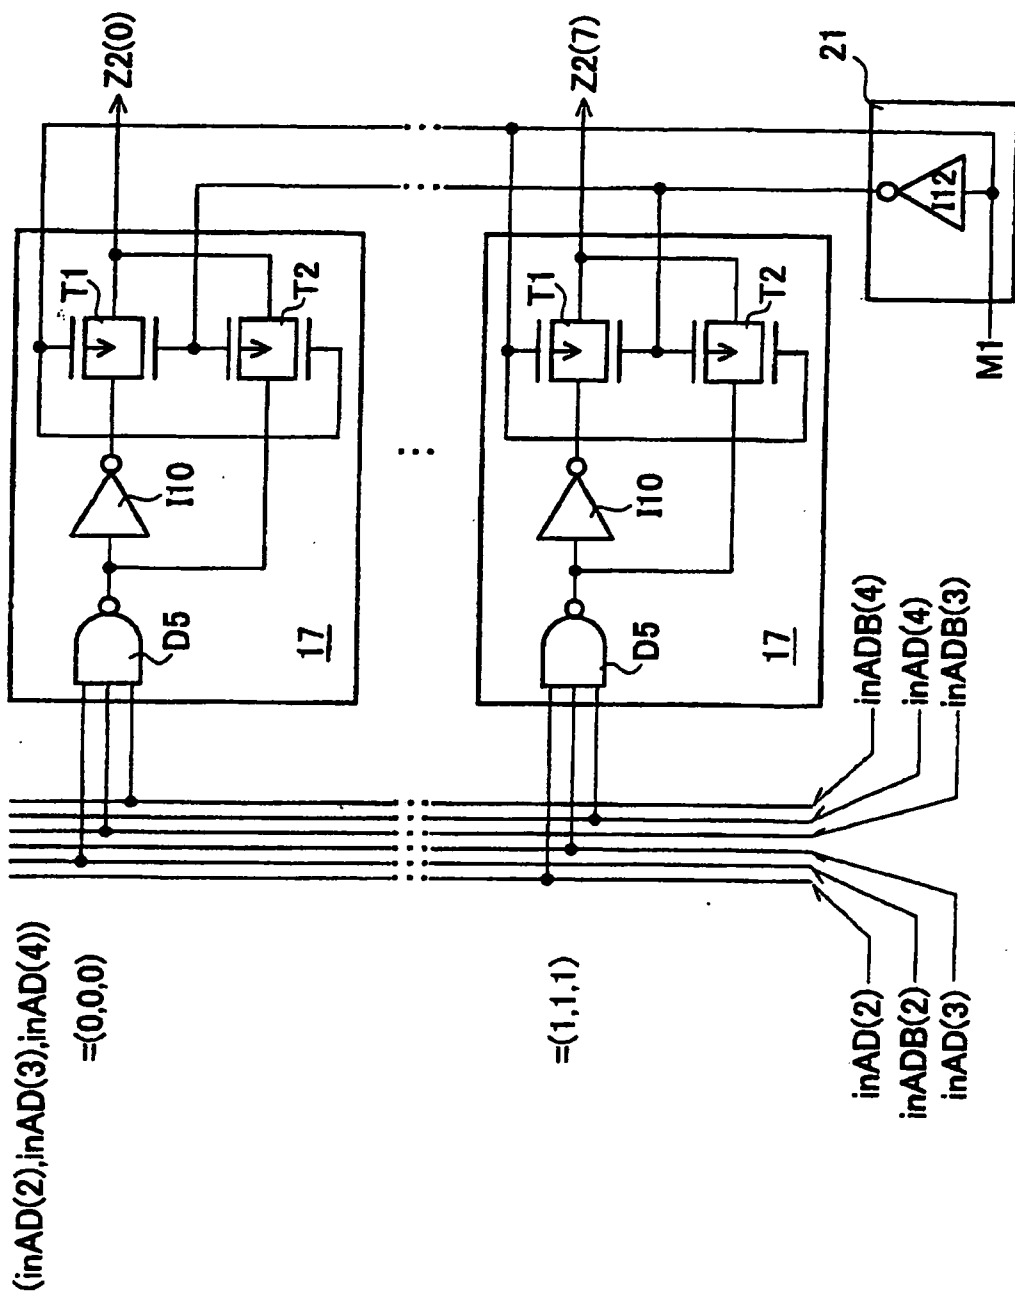 (inAD(2),inAD(3),inAD(4))
=(0,0,0)
D5
I10
T1
T2
17
Z2(0)
=(1,1,1)
D5
I10
T1
T2
17
Z2(7)
inAD(2)
inADB(2)
inAD(3)
inADB(4)
inAD(4)
inADB(3)
M1
I12
21